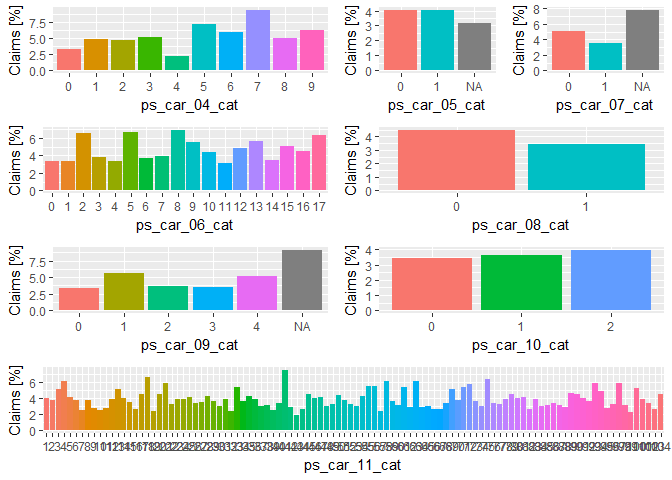 Claims [%]
7.5
5.0
2.5
0.0
0 1 2 3 4 5 6 7 8 9
ps_car_04_cat
Claims [%]
4
3
2
1
0
0 1 NA
ps_car_05_cat
Claims [%]
8
6
4
2
0
0 1 NA
ps_car_07_cat
Claims [%]
6
4
2
0
0 1 2 3 4 5 6 7 8 9 10 11 12 13 14 15 16 17
ps_car_06_cat
Claims [%]
4
3
2
1
0
0 1
ps_car_08_cat
Claims [%]
7.5
5.0
2.5
0.0
0 1 2 3 4 NA
ps_car_09_cat
Claims [%]
4
3
2
1
0
0 1 2
ps_car_10_cat
Claims [%]
6
4
2
0
ps_car_11_cat